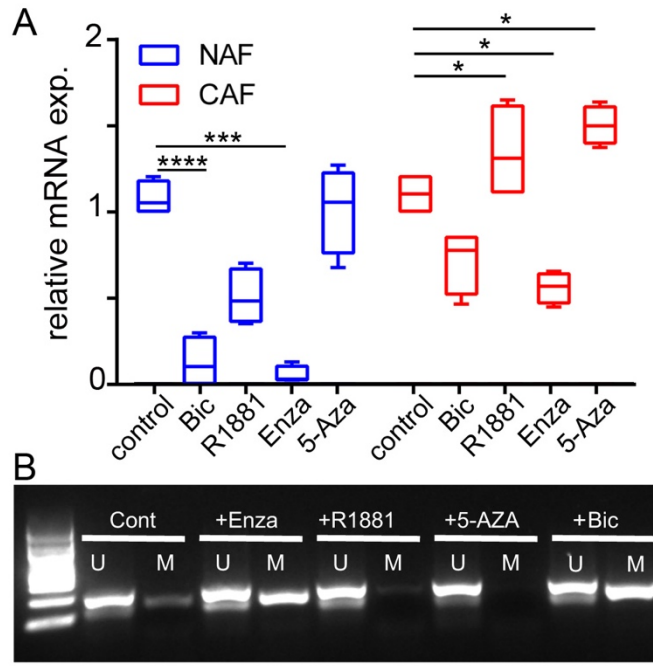 A
relative mRNA exp.
2
1
0
NAF
CAF
****
***
*
*
*
control
Bic
R1881
Enza
5-Aza
control
Bic
R1881
Enza
5-Aza
B
Cont +Enza +R1881 +5-AZA +Bic
U M U M U M U M U M